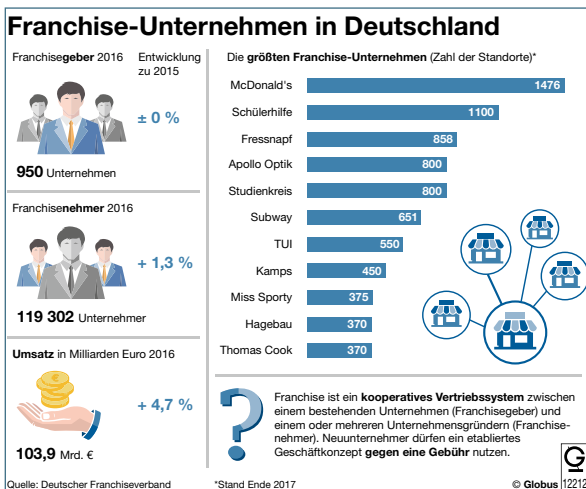 Franchise-Unternehmen in Deutschland
Franchisegeber 2016
Entwicklung
zu 2015
± 0 %
950 Unternehmen
Franchisenehmer 2016
+ 1,3 %
119 302 Unternehmer
Umsatz in Milliarden Euro 2016
+ 4,7 %
103,9 Mrd. €
Die größten Franchise-Unternehmen (Zahl der Standorte)*
McDonald's 1476
Schülerhilfe 1100
Fressnapf 858
Apollo Optik 800
Studienkreis 800
Subway 651
TUI 550
Kamps 450
Miss Sporty 375
Hagebau 370
Thomas Cook 370
?
Franchise ist ein kooperatives Vertriebssystem zwischen
einem bestehenden Unternehmen (Franchisegeber) und
einem oder mehreren Unternehmensgründern (Franchise-
nehmer). Neuunternehmer dürfen ein etabliertes
Geschäftkonzept gegen eine Gebühr nutzen.
Quelle: Deutscher Franchiseverband
*Stand Ende 2017
© Globus
12212
G